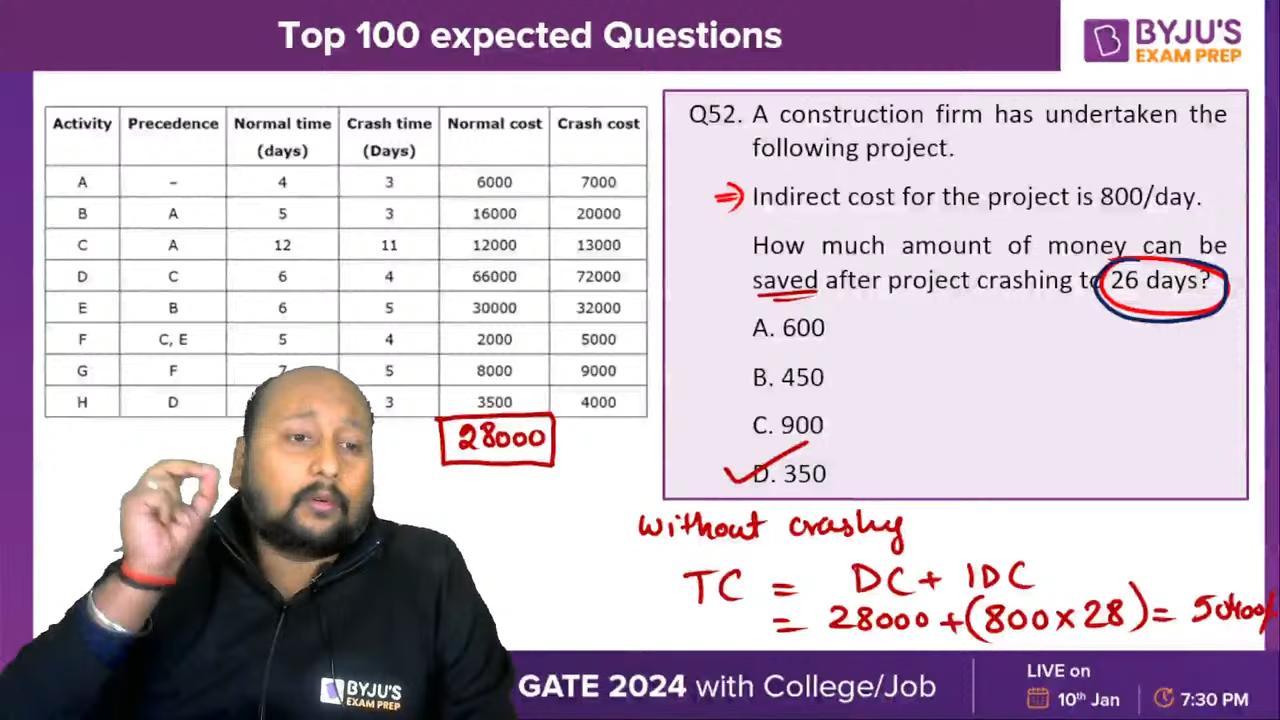 Top 100 expected Questions
BYJU'S
EXAM PREP
Activity Precedence Normal time (days) Crash time (Days) Normal cost Crash cost
A – 4 3 6000 7000
B A 5 3 16000 20000
C A 12 11 12000 13000
D C 6 4 66000 72000
E B 6 5 30000 32000
F C, E 5 4 2000 5000
G F 7 5 8000 9000
H D 3 3500 4000
28000
Q52. A construction firm has undertaken the
following project.
⇒ Indirect cost for the project is 800/day.
How much amount of money can be
saved after project crashing to 26 days?
A. 600
B. 450
C. 900
D. 350
without crashy
TC = DC + IDC
= 28000 + (800 × 28) = 50400/
BYJU'S
EXAM PREP
GATE 2024 with College/Job
LIVE on
10th Jan 7:30 PM